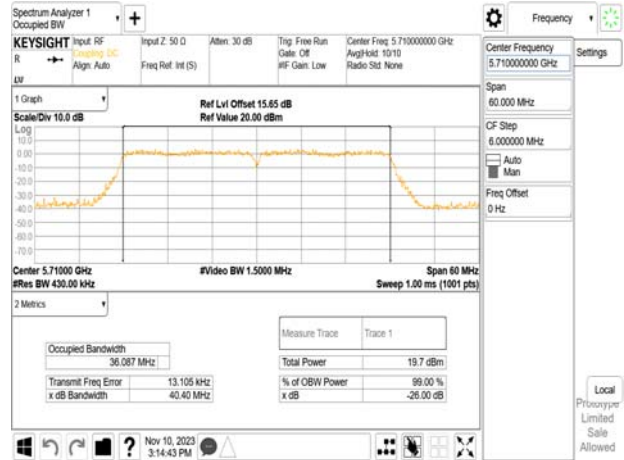 Spectrum Analyzer 1
Occupied BW
Frequency
KEYSIGHT
R
LV
Input: RF
Coupling: DC
Align: Auto
Input Z: 50 Ω
Freq Ref: Int (S)
Atten: 30 dB
Trig: Free Run
Gate: Off
#IF Gain: Low
Center Freq: 5.710000000 GHz
Avg|Hold: 10/10
Radio Std: None
Center Frequency
5.710000000 GHz
Settings
Span
60.000 MHz
CF Step
6.000000 MHz
Auto
Man
Freq Offset
0 Hz
1 Graph
Scale/Div 10.0 dB
Ref Lvl Offset 15.65 dB
Ref Value 20.00 dBm
Log
10.0
0.00
-10.0
-20.0
-30.0
-40.0
-50.0
-60.0
-70.0
Center 5.71000 GHz
#Res BW 430.00 kHz
#Video BW 1.5000 MHz
Span 60 MHz
Sweep 1.00 ms (1001 pts)
2 Metrics
Measure Trace Trace 1
Occupied Bandwidth
36.087 MHz
Total Power 19.7 dBm
Transmit Freq Error 13.105 kHz
% of OBW Power 99.00 %
x dB Bandwidth 40.40 MHz
x dB -26.00 dB
Local
Prototype
Limited
Sale
Allowed
Nov 10, 2023
3:14:43 PM